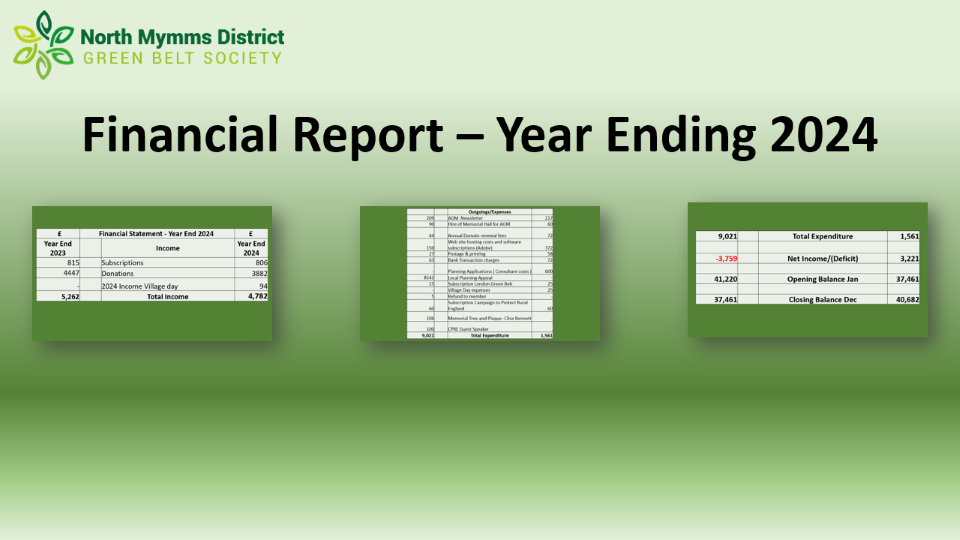 North Mymms District
GREEN BELT SOCIETY
Financial Report – Year Ending 2024
£ Financial Statement - Year End 2024 £
Year End 2023 Income Year End 2024
815 Subscriptions 806
4447 Donations 3882
- 2024 Income Village day 94
5,262 Total Income 4,782
Outgoings/Expenses
209 AGM Newsletter 217
90 Hire of Memorial Hall for AGM 60
44 Annual Domain renewal fees 72
Web site hosting costs and software
150 subscriptions (Adobe) 372
27 Postage & printing 58
Bank Transaction charges 72
Planning Applications ( Consultant costs ) 600
8142 Local Planning Appeal
25 Subscription London Green Belt 25
Village Day expenses 25
5 Refund to member
Subscription Campaign to Protect Rural
60 England 60
106 Memorial Tree and Plaque- Clive Bennett
100 CPRE Guest Speaker
9,021 Total Expenditure 1,561
9,021 Total Expenditure 1,561
-3,759 Net Income/(Deficit) 3,221
41,220 Opening Balance Jan 37,461
37,461 Closing Balance Dec 40,682